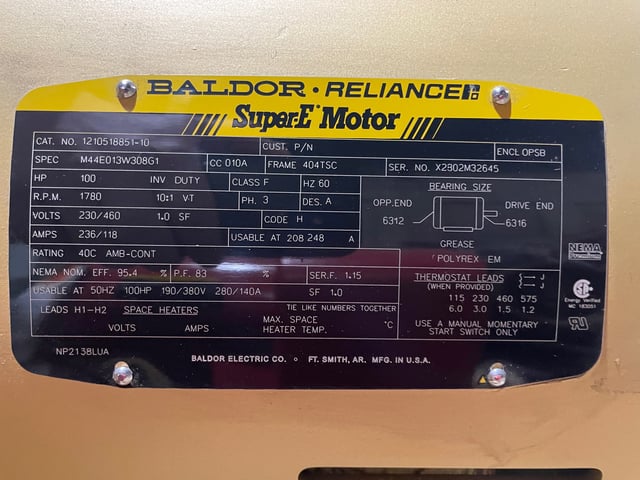 BALDOR · RELIANCE
Super-E Motor
CAT. NO. 1210518851-10 CUST. P/N ENCL OPSB
SPEC M44E013W308G1 CC 010A FRAME 404TSC SER. NO. X2302M32645
HP 100 INV DUTY CLASS F HZ 60 BEARING SIZE
R.P.M. 1780 10:1 V-T PH. 3 DES. A OPP.END DRIVE END
VOLTS 230/460 1.0 SF CODE H 6312 6316
AMPS 236/118 USABLE AT 208 248 A GREASE
RATING 40C AMB-CONT POLYREX EM
NEMA NOM. EFF. 95.4 % P.F. 83 % SER.F. 1.15 THERMOSTAT LEADS J
(WHEN PROVIDED) J
USABLE AT 50HZ 100HP 190/380V 280/140A SF 1.0 115 230 460 575
LEADS H1-H2 SPACE HEATERS TIE LIKE NUMBERS TOGETHER 6.0 3.0 1.5 1.2
VOLTS AMPS MAX. SPACE HEATER TEMP. °C USE A MANUAL MOMENTARY
START SWITCH ONLY
NEMA
Premium
Energy Verified
MC 183051
NP2138LUA
BALDOR ELECTRIC CO. FT. SMITH, AR. MFG. IN U.S.A.